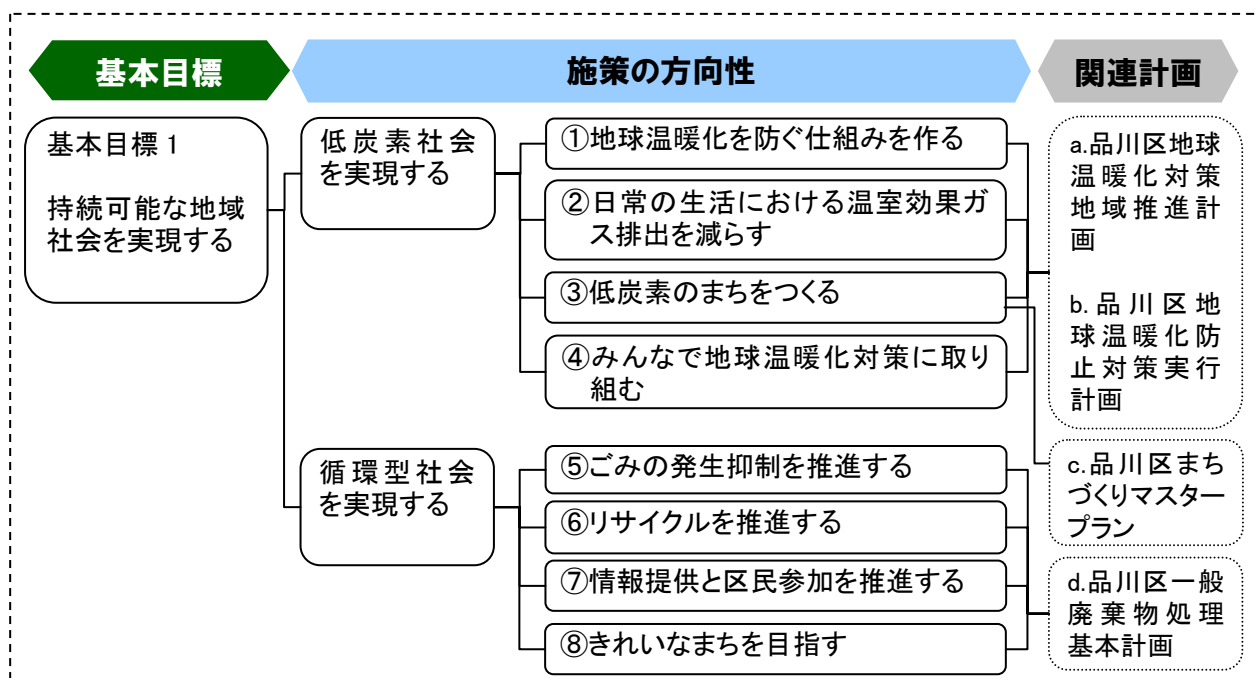 基本目標
施策の方向性
関連計画
基本目標 1
持続可能な地域
社会を実現する
低炭素社会
を実現する
①地球温暖化を防ぐ仕組みを作る
②日常の生活における温室効果ガ
ス排出を減らす
③低炭素のまちをつくる
④みんなで地球温暖化対策に取り
組む
循環型社会
を実現する
⑤ごみの発生抑制を推進する
⑥リサイクルを推進する
⑦情報提供と区民参加を推進する
⑧きれいなまちを目指す
a.品川区地球
温暖化対策
地域推進計
画
b.品川区地
球温暖化防
止対策実行
計画
c.品川区まち
づくりマスター
プラン
d.品川区一般
廃棄物処理
基本計画